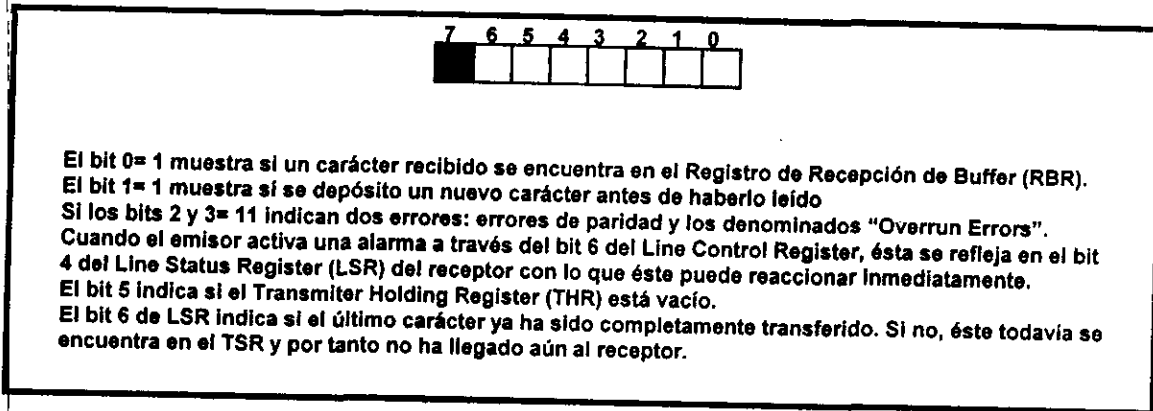 7 6 5 4 3 2 1 0
El bit 0= 1 muestra si un carácter recibido se encuentra en el Registro de Recepción de Buffer (RBR).
El bit 1= 1 muestra sí se depósito un nuevo carácter antes de haberlo leído
Si los bits 2 y 3= 11 indican dos errores: errores de paridad y los denominados “Overrun Errors”.
Cuando el emisor activa una alarma a través del bit 6 del Line Control Register, ésta se refleja en el bit
4 del Line Status Register (LSR) del receptor con lo que éste puede reaccionar inmediatamente.
El bit 5 indica si el Transmiter Holding Register (THR) está vacío.
El bit 6 de LSR indica si el último carácter ya ha sido completamente transferido. Si no, éste todavía se
encuentra en el TSR y por tanto no ha llegado aún al receptor.